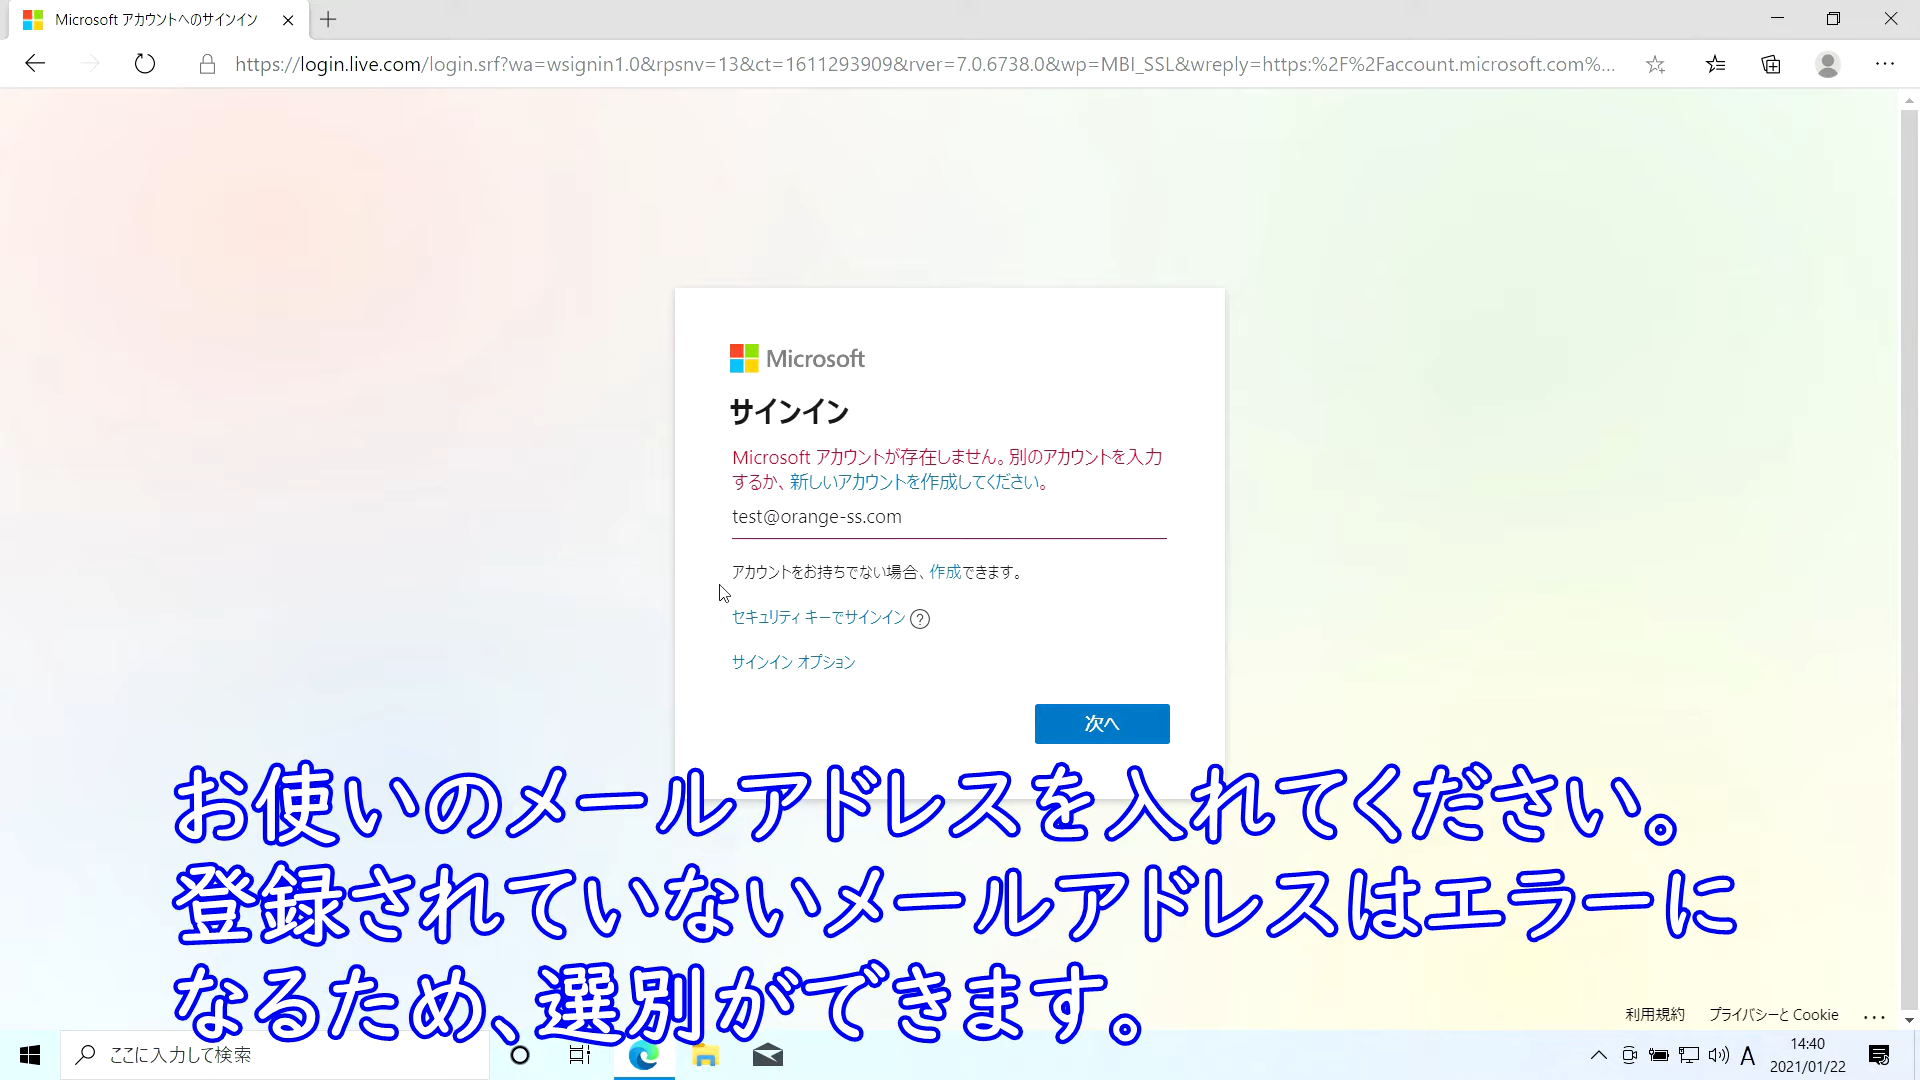 Microsoft アカウントへのサインイン
https://login.live.com/login.srf?wa=wsignin1.0&rpsnv=13&ct=1611293909&rver=7.0.6738.0&wp=MBI_SSL&wreply=https:%2F%2Faccount.microsoft.com%...
Microsoft
サインイン
Microsoft アカウントが存在しません。別のアカウントを入力
するか、新しいアカウントを作成してください。
test@orange-ss.com
アカウントをお持ちでない場合、作成できます。
セキュリティ キーでサインイン ?
サインイン オプション
次へ
お使いのメールアドレスを入れてください。
登録されていないメールアドレスはエラーに
なるため、選別ができます。
利用規約 プライバシーと Cookie ...
ここに入力して検索
A
14:40
2021/01/22